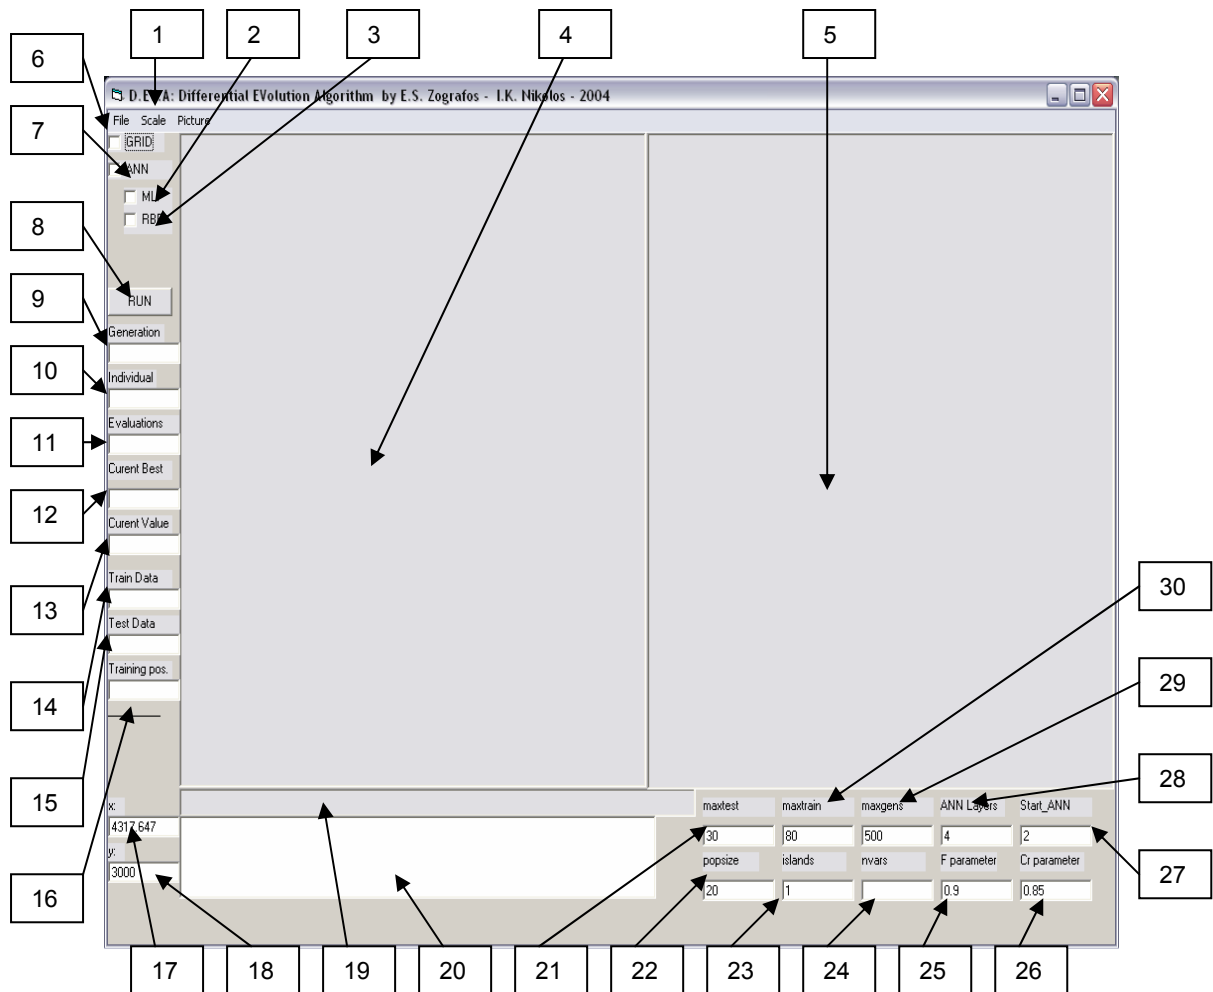 1 2 3 4 5
6
D.E.V.A: Differential EVolution Algorithm by E.S. Zografos - I.K. Nikolos - 2004
File Scale Picture
7
GRID
ANN
ML
RBF
8
RUN
9
Generation
10
Individual
11
Evaluations
12
Curent Best
Curent Value
13
Train Data
30
Test Data
Training pos.
29
14
28
15
x:
4317,647
y:
3000
maxtest maxtrain maxgens ANN Layers Start_ANN
30 80 500 4 2
popsize islands nvars F parameter Cr parameter
20 1 0.9 0.85
27
16
17 18 19 20 21 22 23 24 25 26